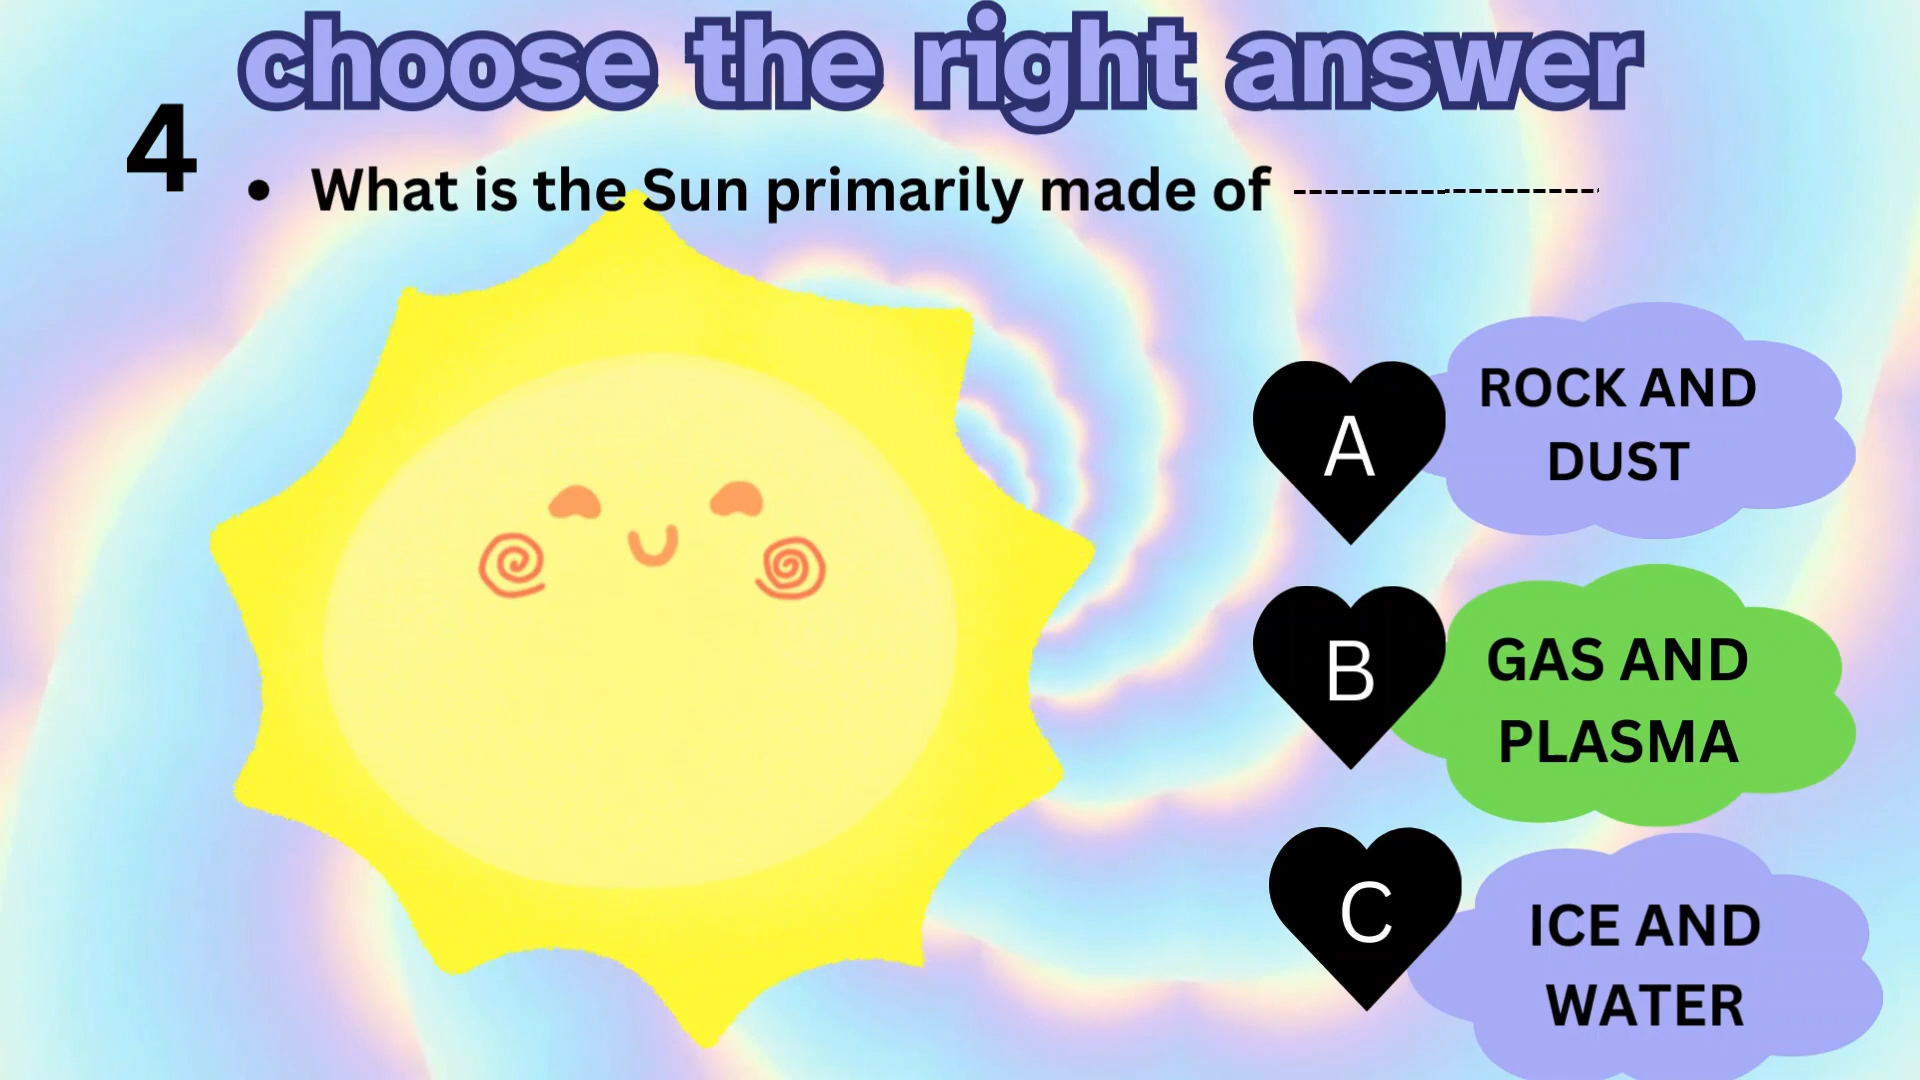 choose the right answer
4
• What is the Sun primarily made of --------------------
A
ROCK AND
DUST
B
GAS AND
PLASMA
C
ICE AND
WATER